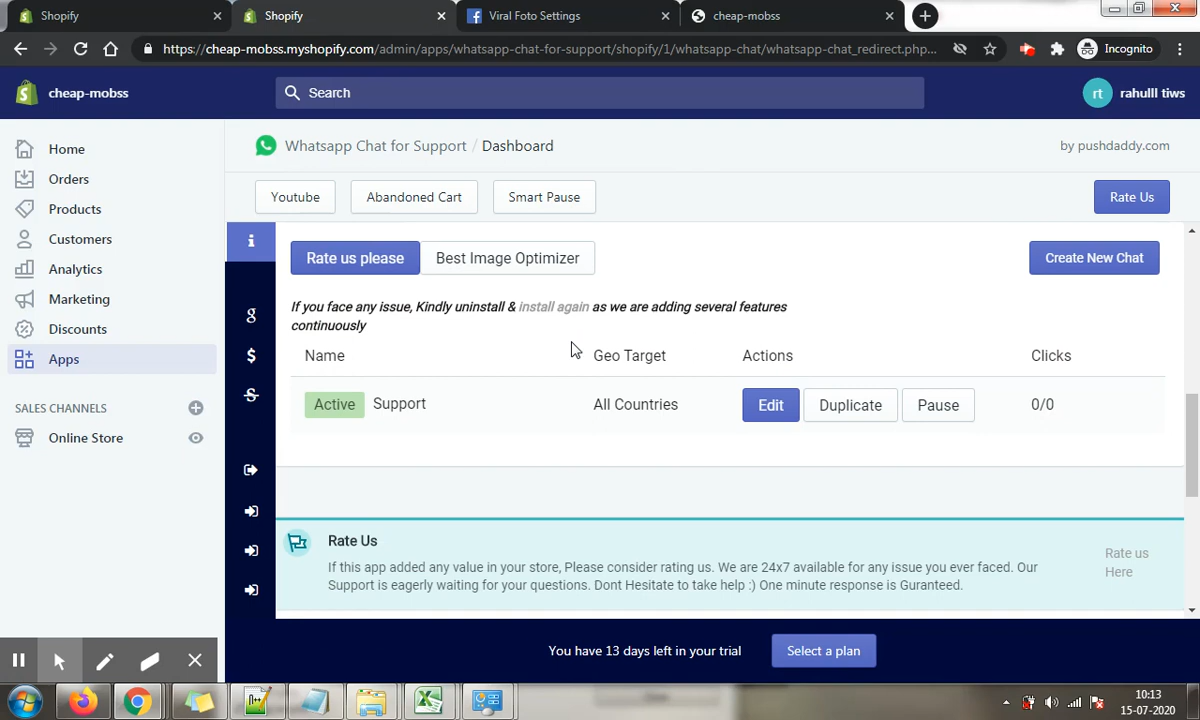 Shopify
Shopify
Viral Foto Settings
cheap-mobss
https://cheap-mobss.myshopify.com/admin/apps/whatsapp-chat-for-support/shopify/1/whatsapp-chat/whatsapp-chat_redirect.php...
Incognito
cheap-mobss
Search
rt
rahulll tiws
Home
Orders
Products
Customers
Analytics
Marketing
Discounts
Apps
SALES CHANNELS
Online Store
Whatsapp Chat for Support / Dashboard
by pushdaddy.com
Youtube
Abandoned Cart
Smart Pause
Rate Us
Rate us please
Best Image Optimizer
Create New Chat
If you face any issue, Kindly uninstall & install again as we are adding several features
continuously
Name
Geo Target
Actions
Clicks
Active
Support
All Countries
Edit
Duplicate
Pause
0/0
Rate Us
If this app added any value in your store, Please consider rating us. We are 24x7 available for any issue you ever faced. Our
Support is eagerly waiting for your questions. Dont Hesitate to take help :) One minute response is Guranteed.
Rate us
Here
You have 13 days left in your trial
Select a plan
10:13
15-07-2020